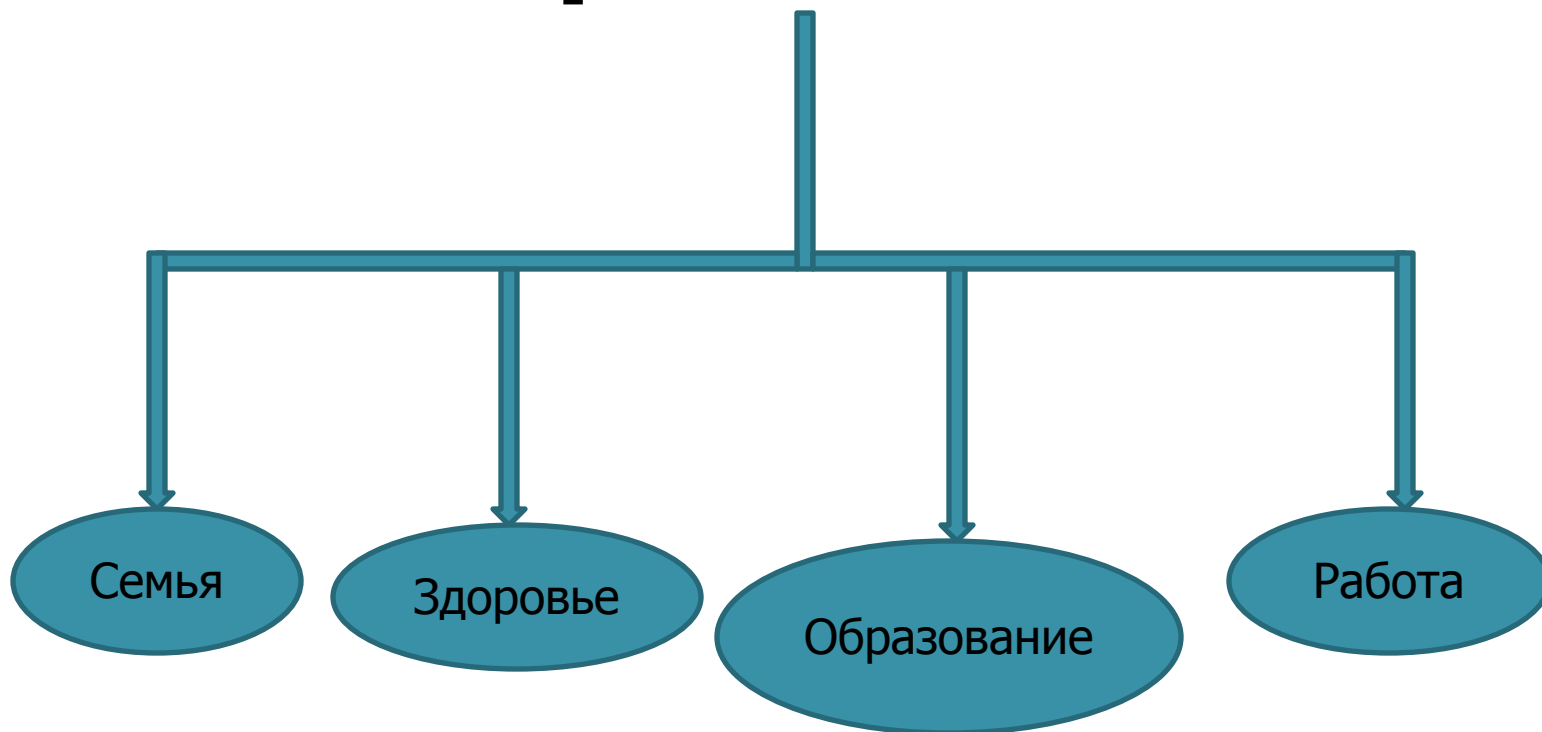 Семья
Здоровье
Образование
Работа